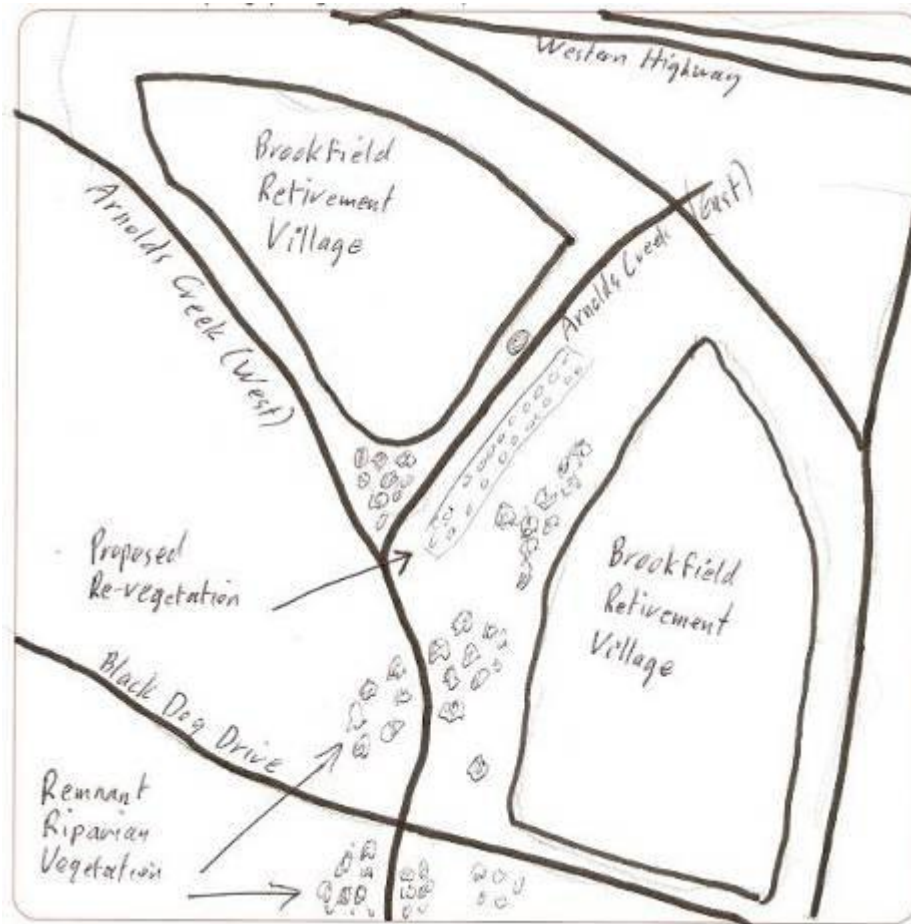 Western Highway
Brookfield
Retirement
Village
Arnolds Creek (West)
Arnolds Creek (East)
Proposed
Re-vegetation
Brookfield
Retirement
Village
Black Dog Drive
Remnant
Riparian
Vegetation